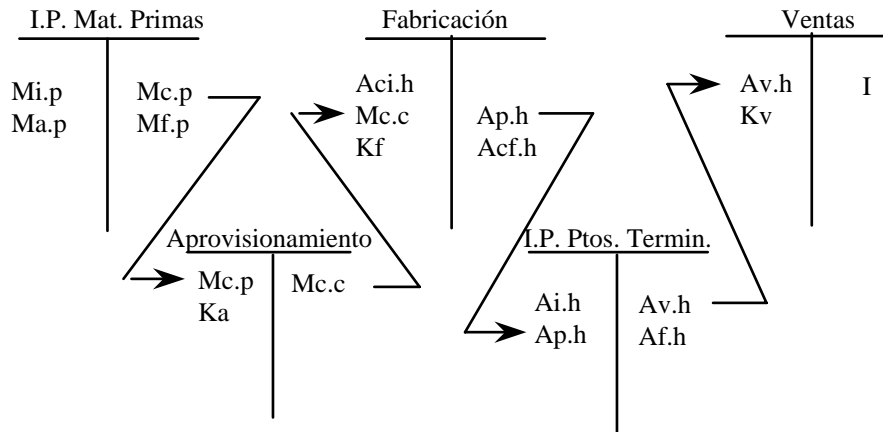 I.P. Mat. Primas
Mi.p
Ma.p
Mc.p
Mf.p
Fabricación
Aci.h
Mc.c
Kf
Ap.h
Acf.h
Ventas
Av.h
Kv
I
Aprovisionamiento
Mc.p
Ka
Mc.c
I.P. Ptos. Termin.
Ai.h
Ap.h
Av.h
Af.h